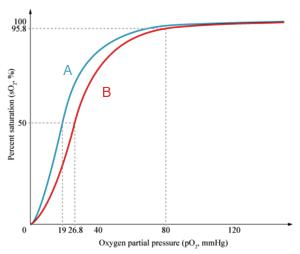 100
95.8
A
B
Percent saturation (sO₂, %)
50
0
0 19 26.8 40 80 120
Oxygen partial pressure (pO₂, mmHg)